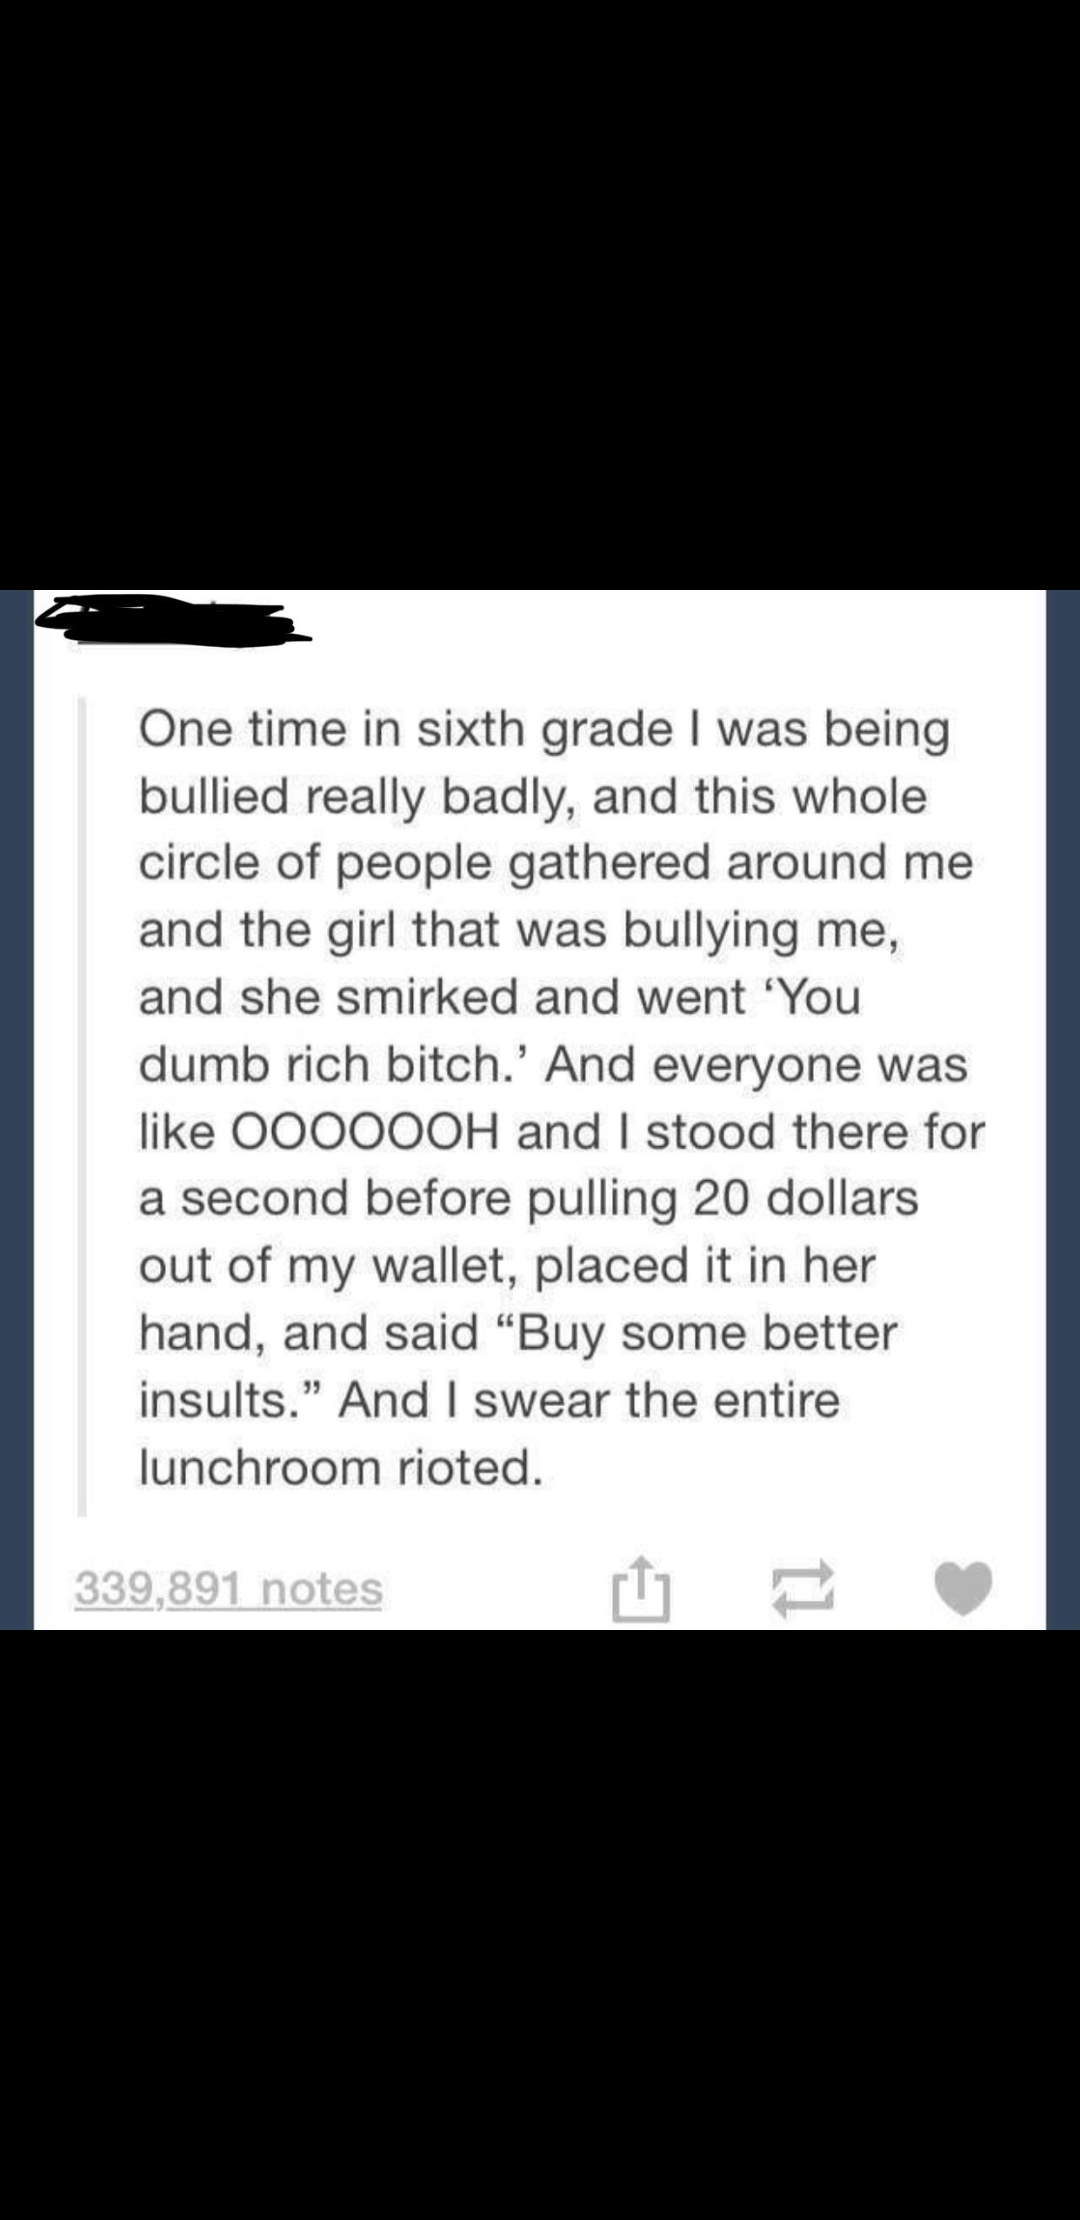 One time in sixth grade I was being
bullied really badly, and this whole
circle of people gathered around me
and the girl that was bullying me,
and she smirked and went ‘You
dumb rich bitch.’ And everyone was
like OOOOOOH and I stood there for
a second before pulling 20 dollars
out of my wallet, placed it in her
hand, and said “Buy some better
insults.” And I swear the entire
lunchroom rioted.
339,891 notes